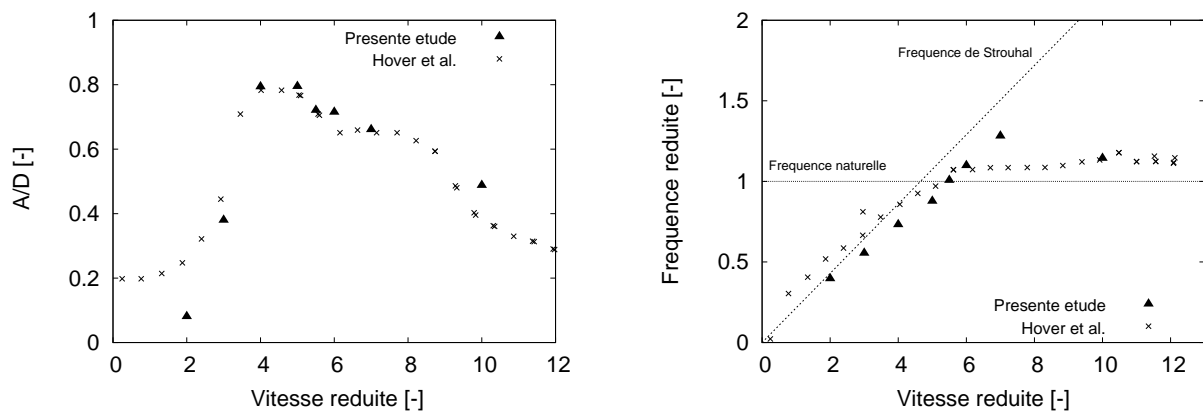 1
0.8
0.6
0.4
0.2
0
A/D [-]
0 2 4 6 8 10 12
Vitesse reduite [-]
Presente etude
Hover et al.
2
1.5
1
0.5
0
Frequence reduite [-]
0 2 4 6 8 10 12
Vitesse reduite [-]
Frequence de Strouhal
Frequence naturelle
Presente etude
Hover et al.